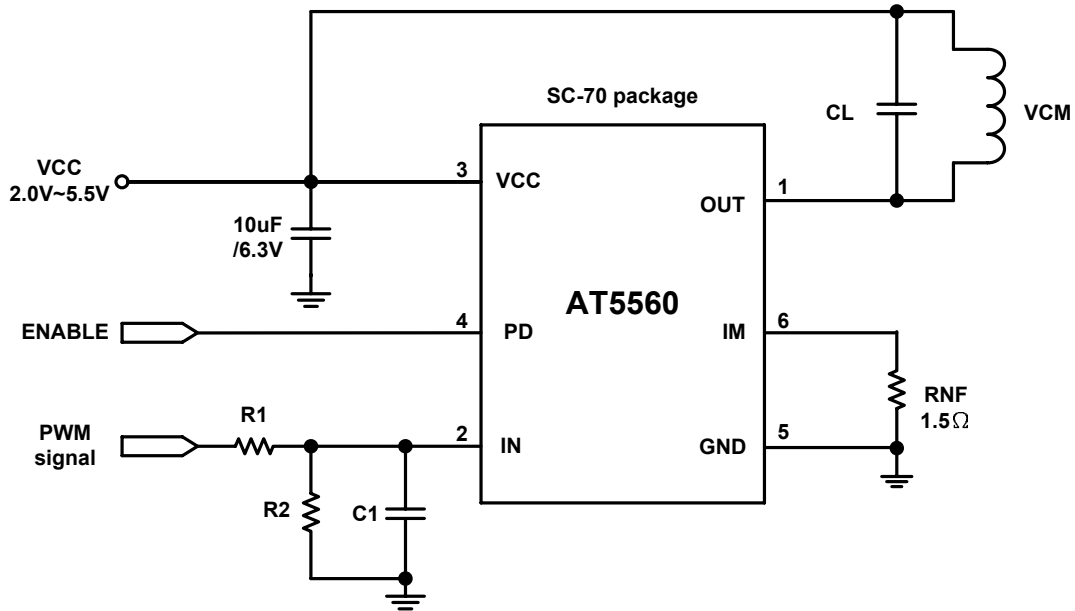 SC-70 package
CL
VCM
VCC
2.0V~5.5V
3
VCC
1
OUT
10uF
/6.3V
AT5560
ENABLE
4
PD
IM
6
RNF
1.5Ω
PWM
signal
R1
2
IN
GND
5
R2
C1